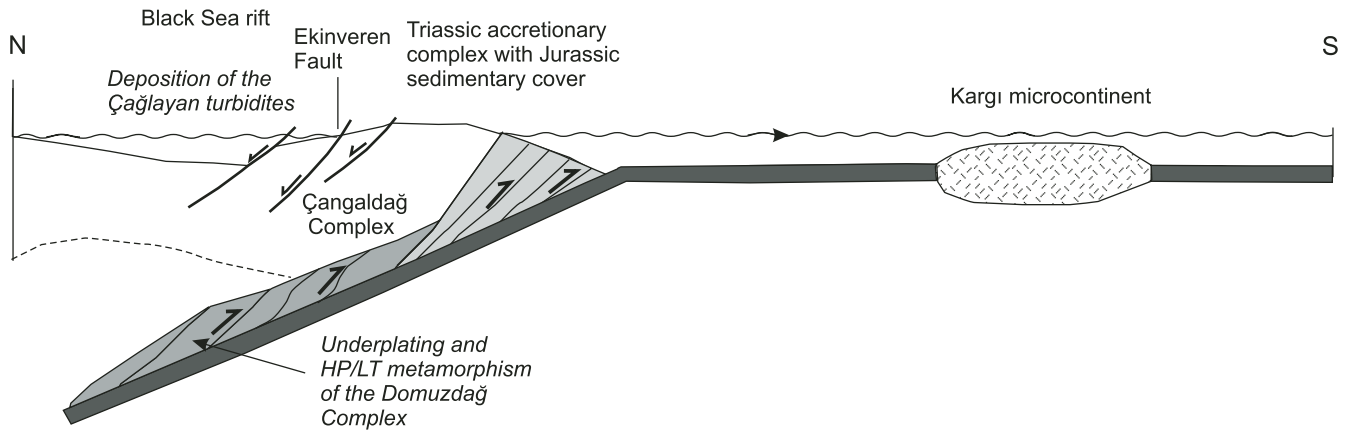 Black Sea rift
N
Ekinveren
Fault
Triassic accretionary
complex with Jurassic
sedimentary cover
S
Deposition of the
Çağlayan turbidites
Kargı microcontinent
Çangaldağ
Complex
Underplating and
HP/LT metamorphism
of the Domuzdağ
Complex